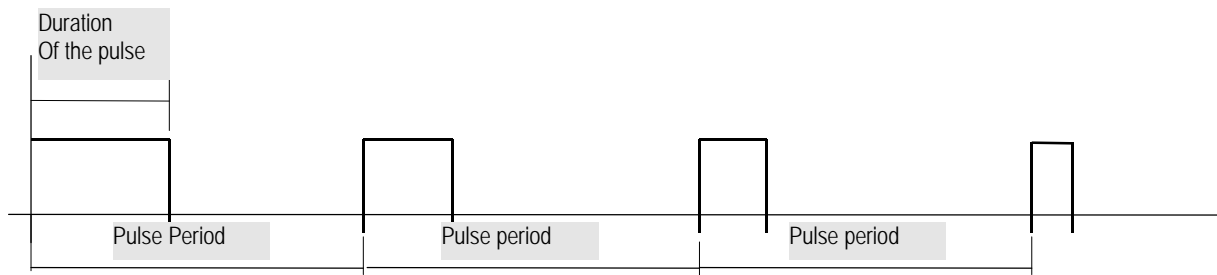 Duration
Of the pulse
Pulse Period
Pulse period
Pulse period